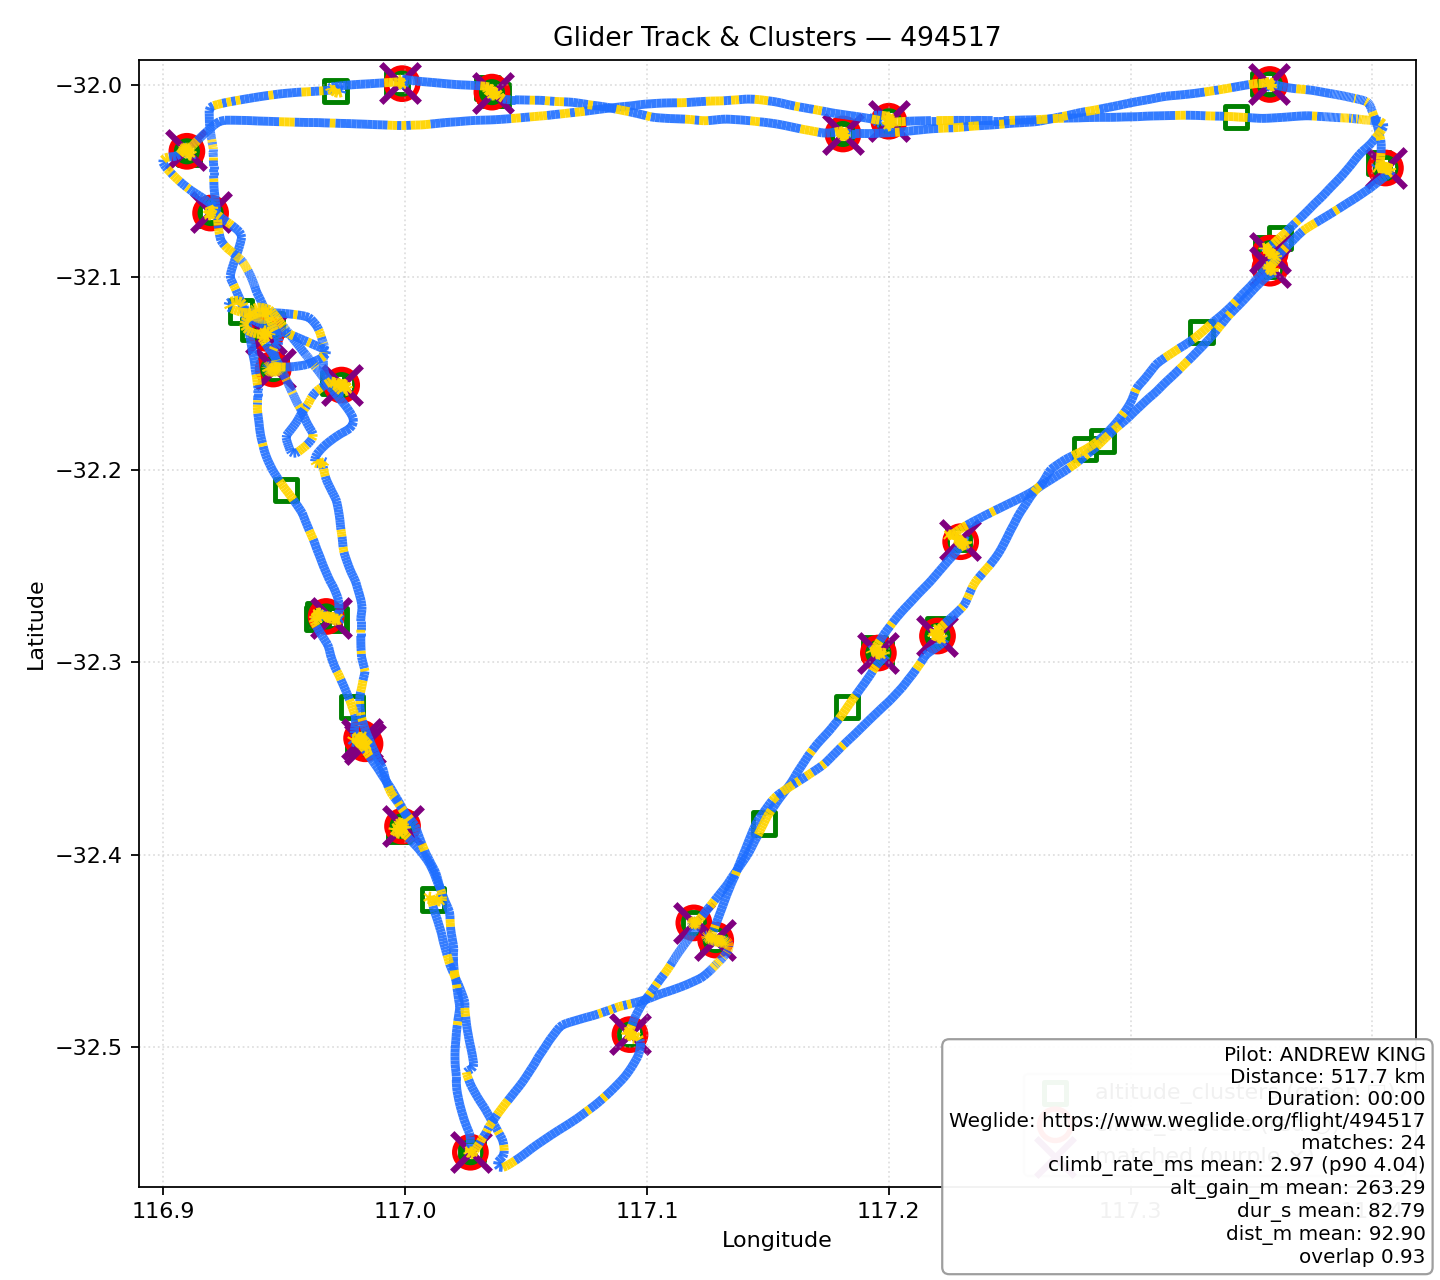 Glider Track & Clusters — 494517
−32.0
−32.1
−32.2
−32.3
−32.4
−32.5
Latitude
116.9
117.0
117.1
117.2
117.3
Longitude
Pilot: ANDREW KING
Distance: 517.7 km
Duration: 00:00
Weglide: https://www.weglide.org/flight/494517
matches: 24
climb_rate_ms mean: 2.97 (p90 4.04)
alt_gain_m mean: 263.29
dur_s mean: 82.79
dist_m mean: 92.90
overlap 0.93